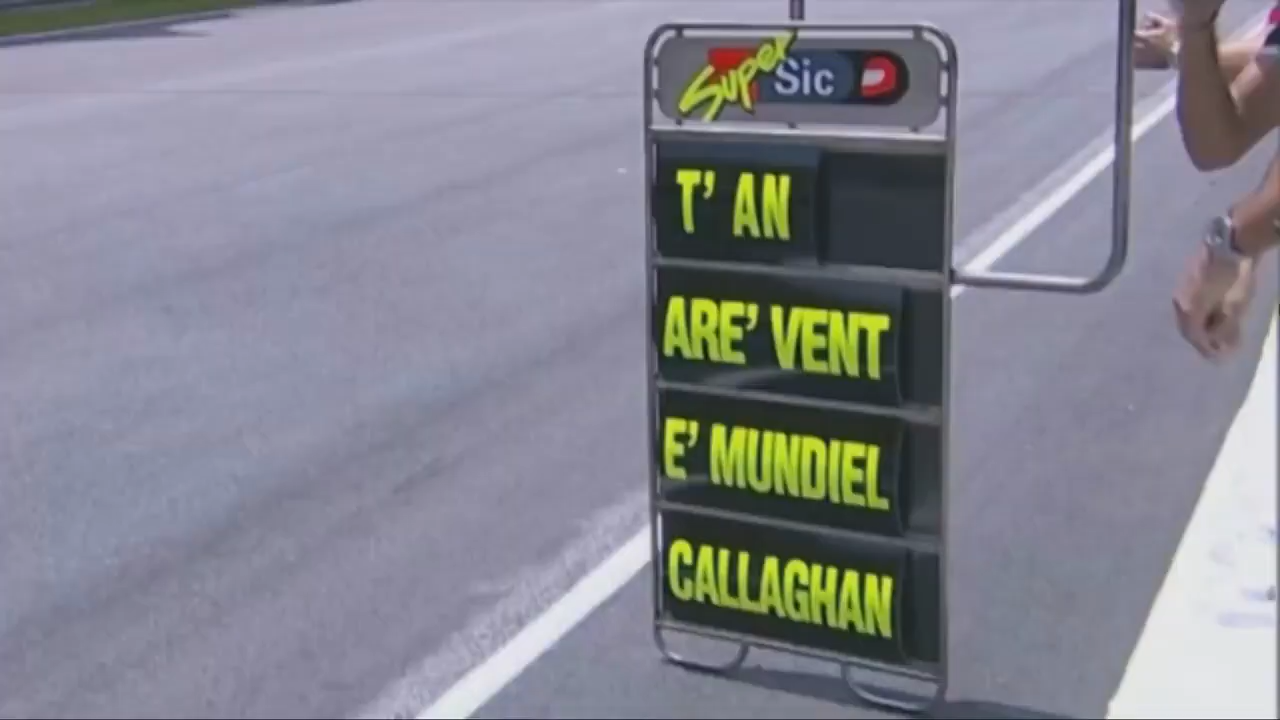 Super Sic
T' AN
ARE' VENT
E' MUNDIEL
CALLAGHAN